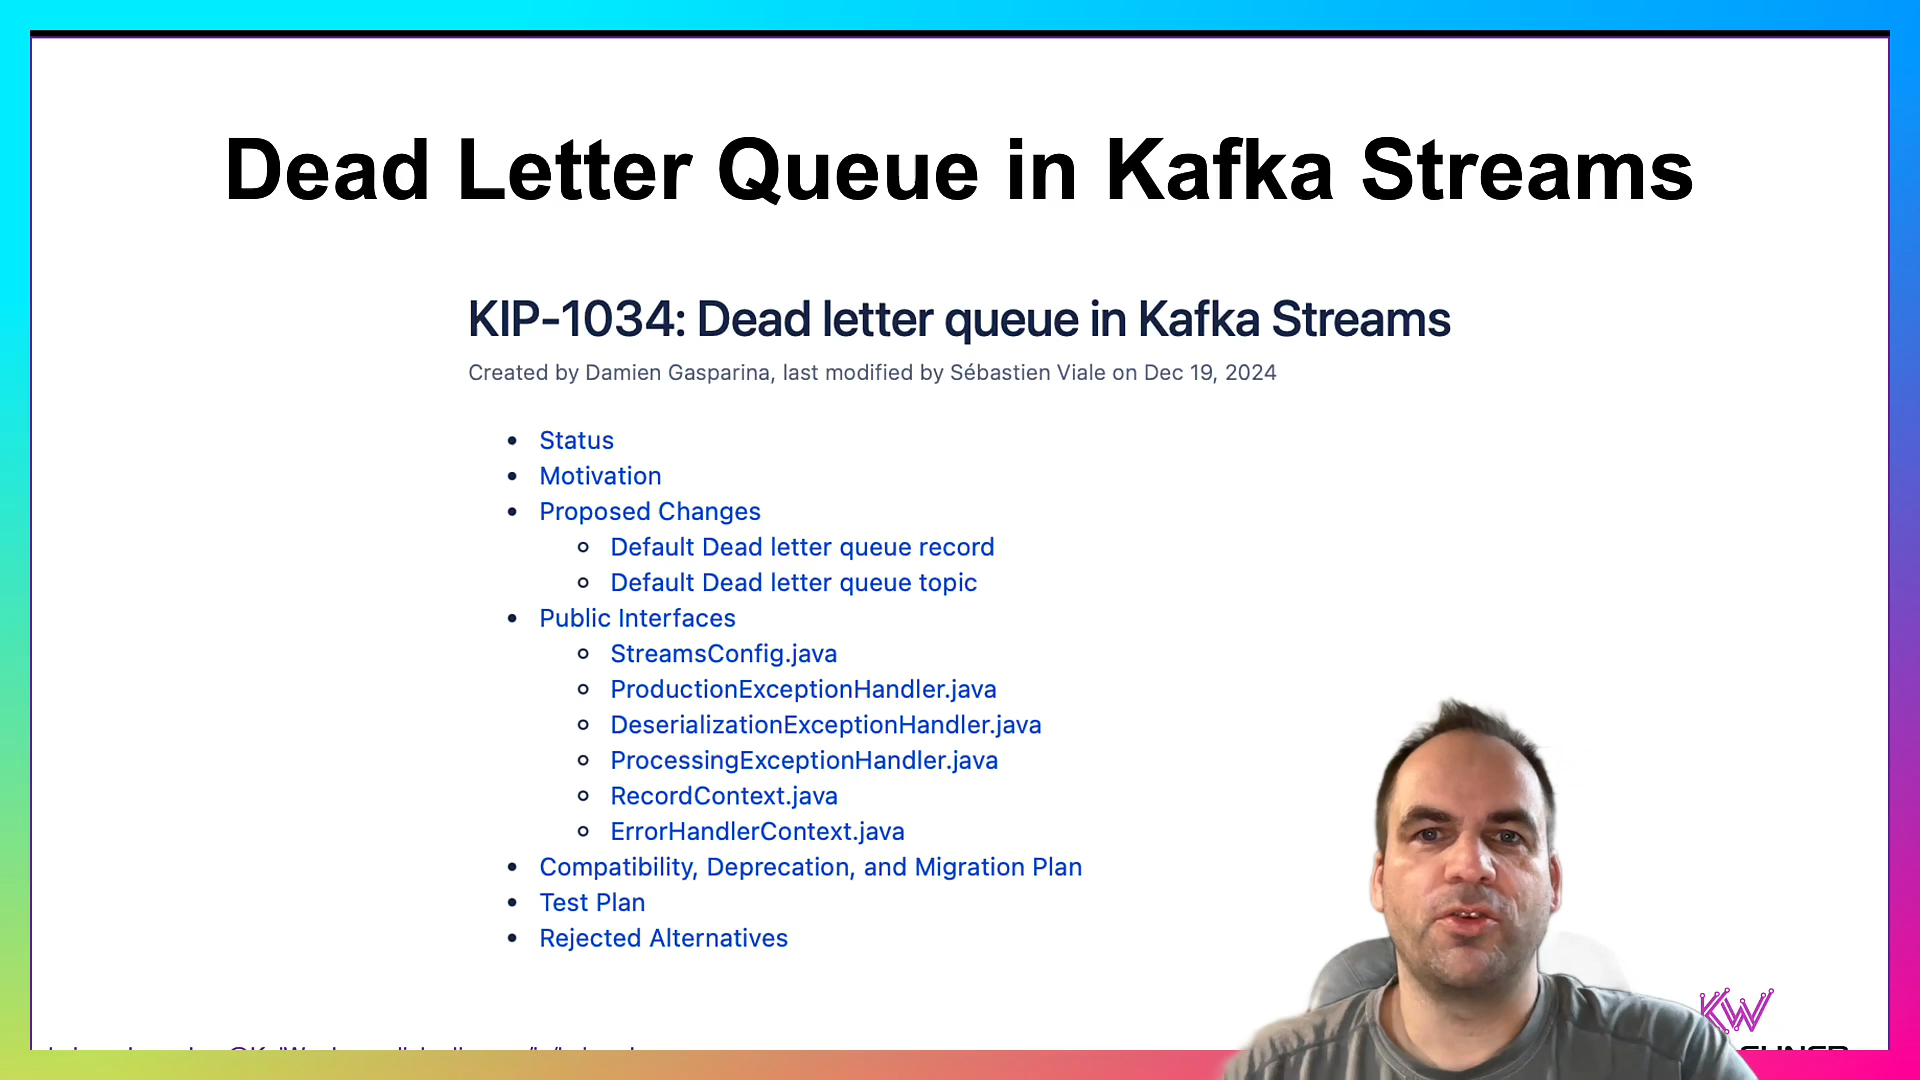 Dead Letter Queue in Kafka Streams
KIP-1034: Dead letter queue in Kafka Streams
Created by Damien Gasparina, last modified by Sébastien Viale on Dec 19, 2024
Status
Motivation
Proposed Changes
Default Dead letter queue record
Default Dead letter queue topic
Public Interfaces
StreamsConfig.java
ProductionExceptionHandler.java
DeserializationExceptionHandler.java
ProcessingExceptionHandler.java
RecordContext.java
ErrorHandlerContext.java
Compatibility, Deprecation, and Migration Plan
Test Plan
Rejected Alternatives
KW